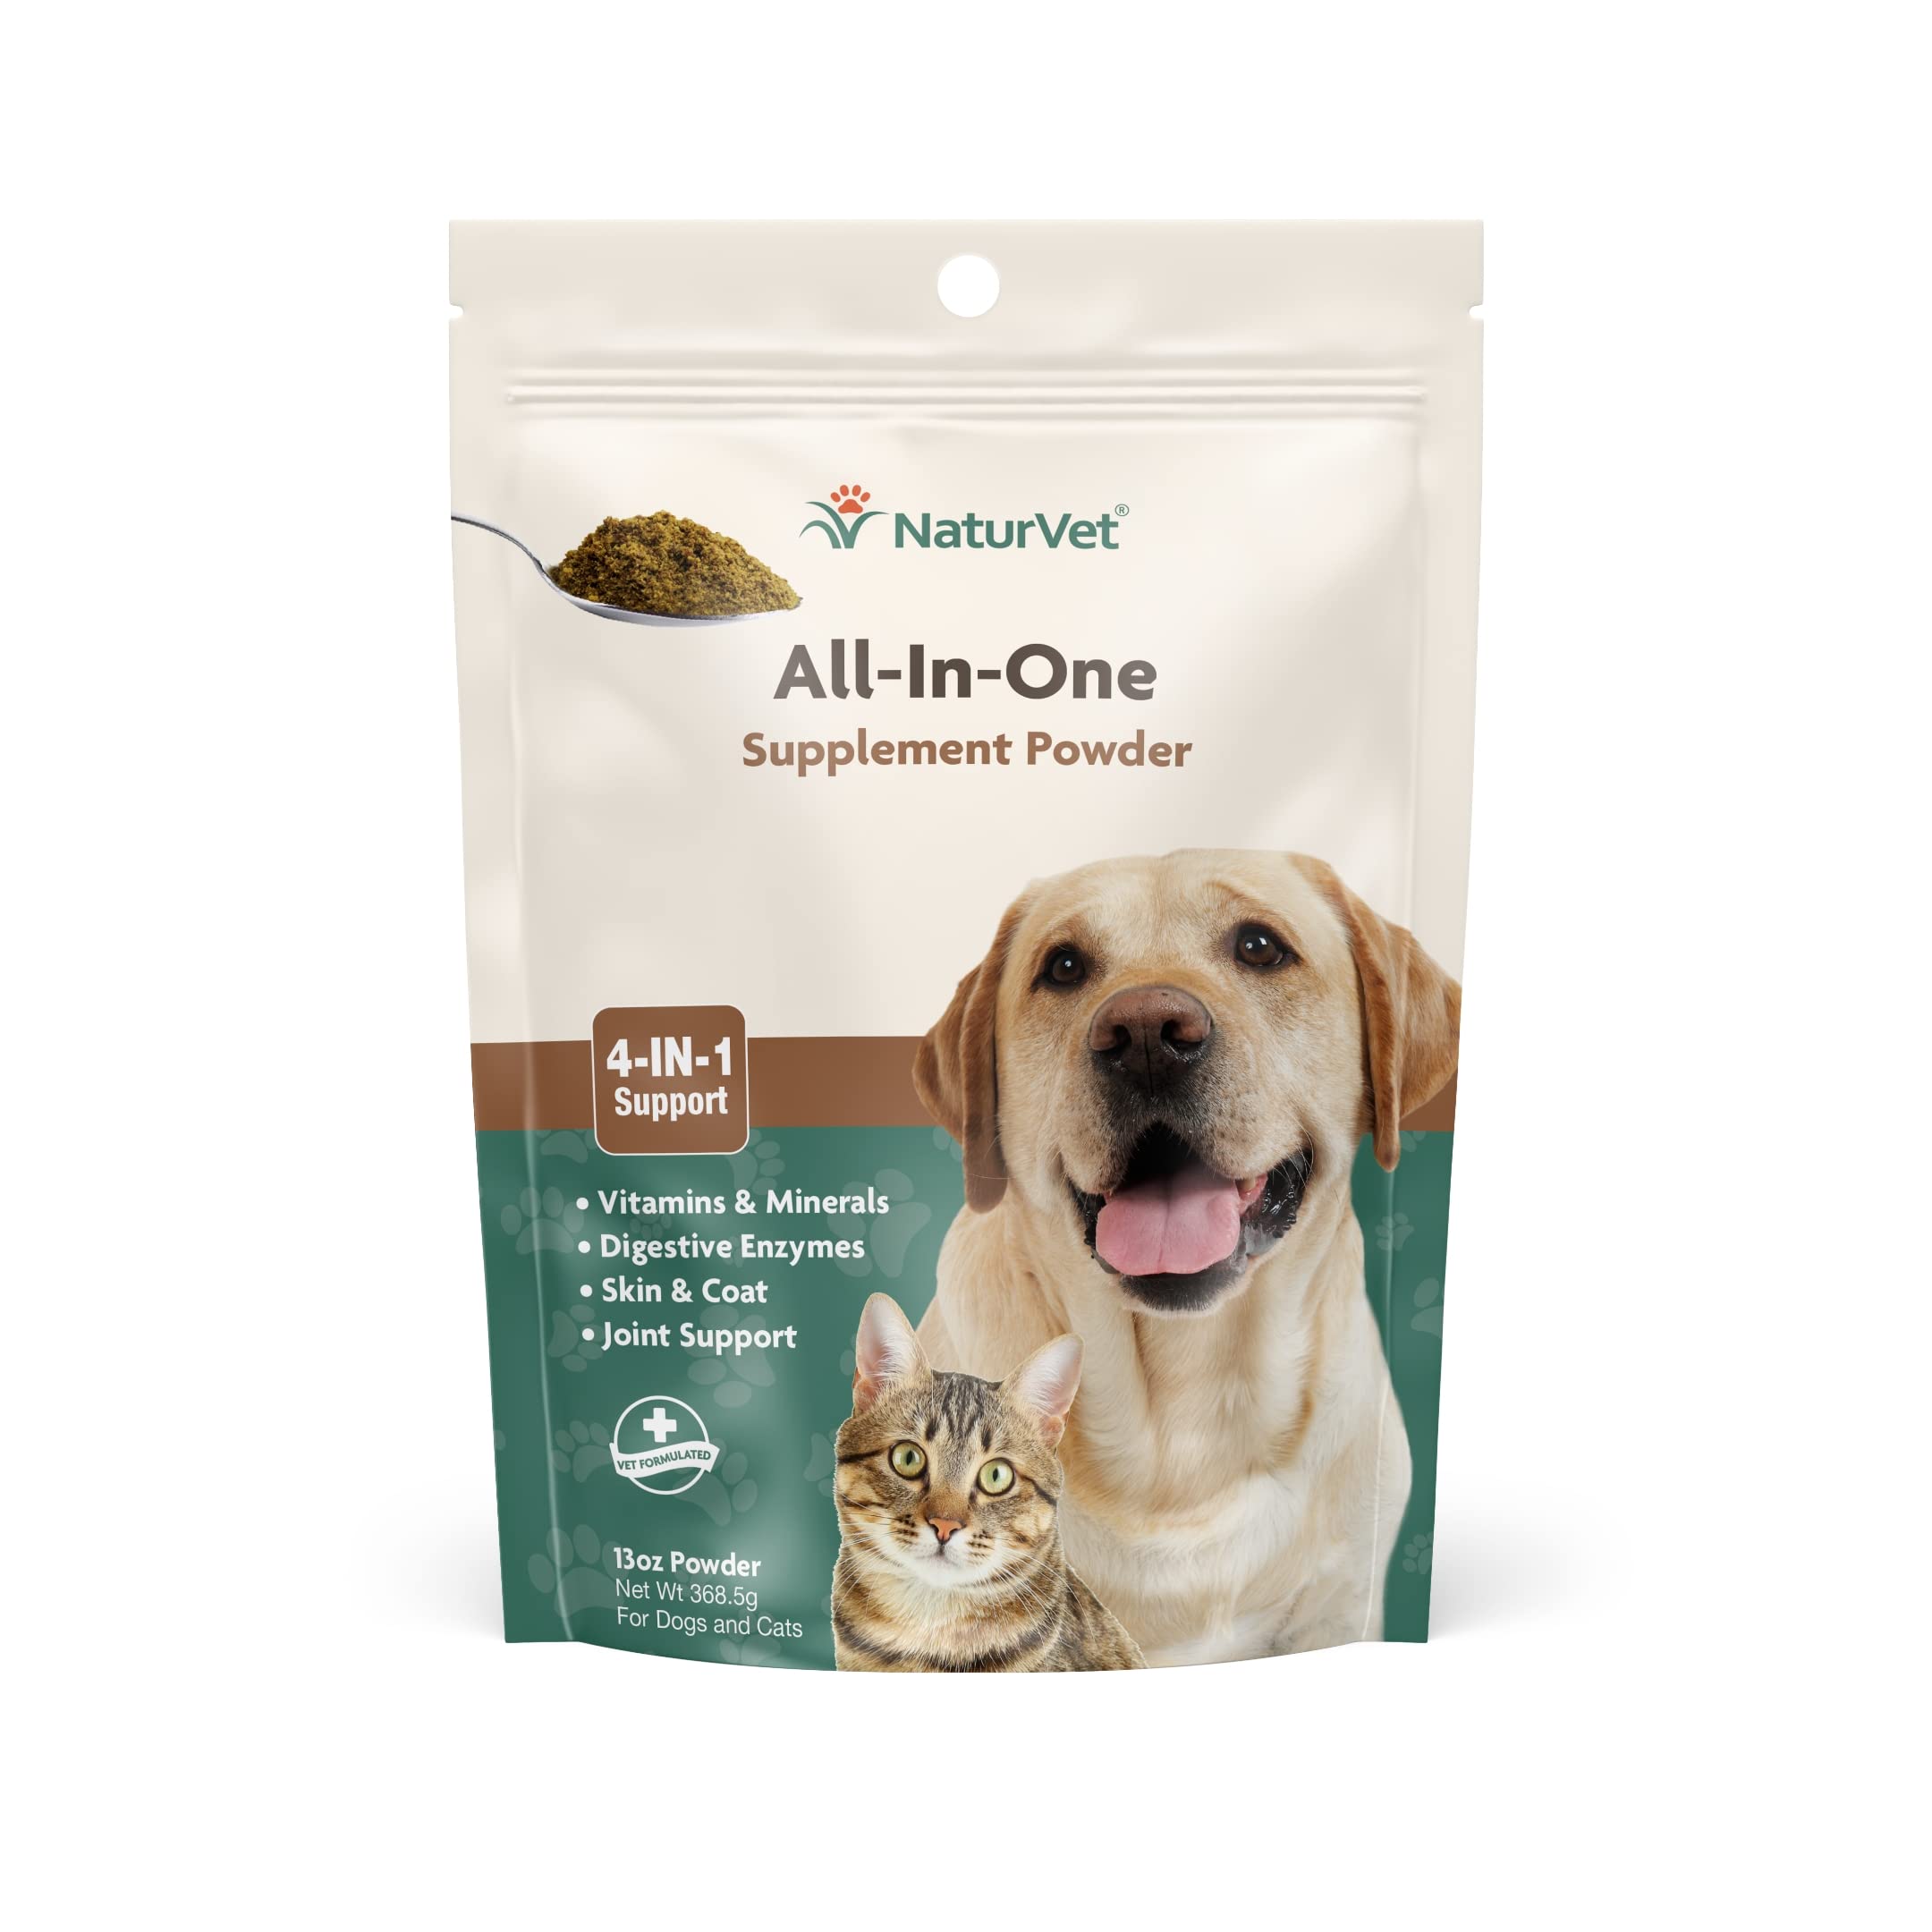 NaturVet®
All-In-One
Supplement Powder
4-IN-1
Support
• Vitamins & Minerals
• Digestive Enzymes
• Skin & Coat
• Joint Support
VET FORMULATED
13oz Powder
Net Wt 368.5g
For Dogs and Cats